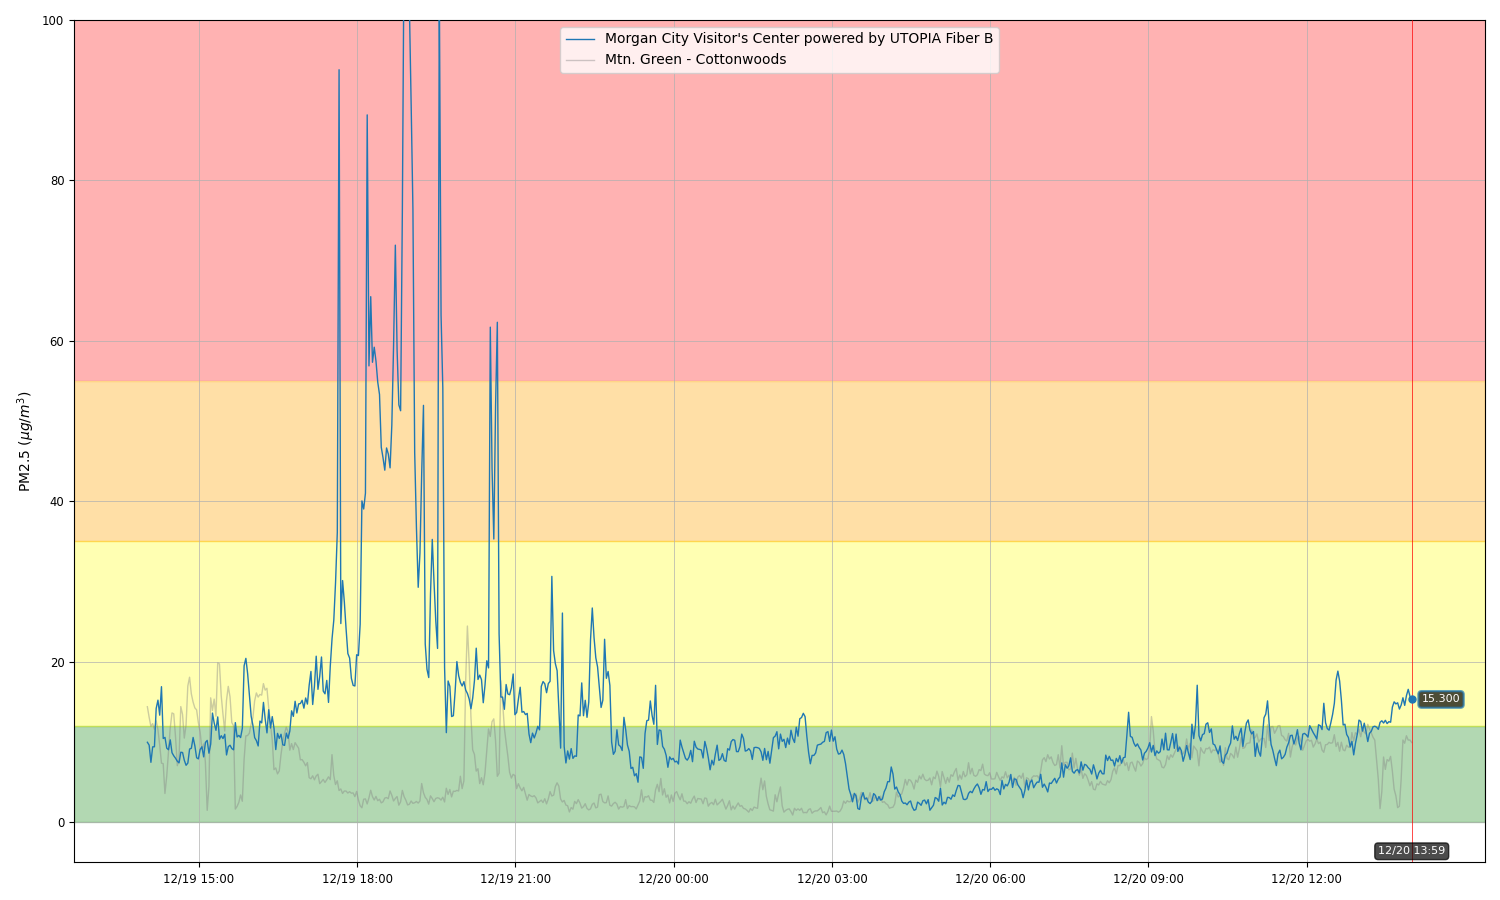 100
Morgan City Visitor's Center powered by UTOPIA Fiber B
Mtn. Green - Cottonwoods
80
60
PM2.5 (µg/m³)
40
20
15.300
0
12/20 13:59
12/19 15:00 12/19 18:00 12/19 21:00 12/20 00:00 12/20 03:00 12/20 06:00 12/20 09:00 12/20 12:00